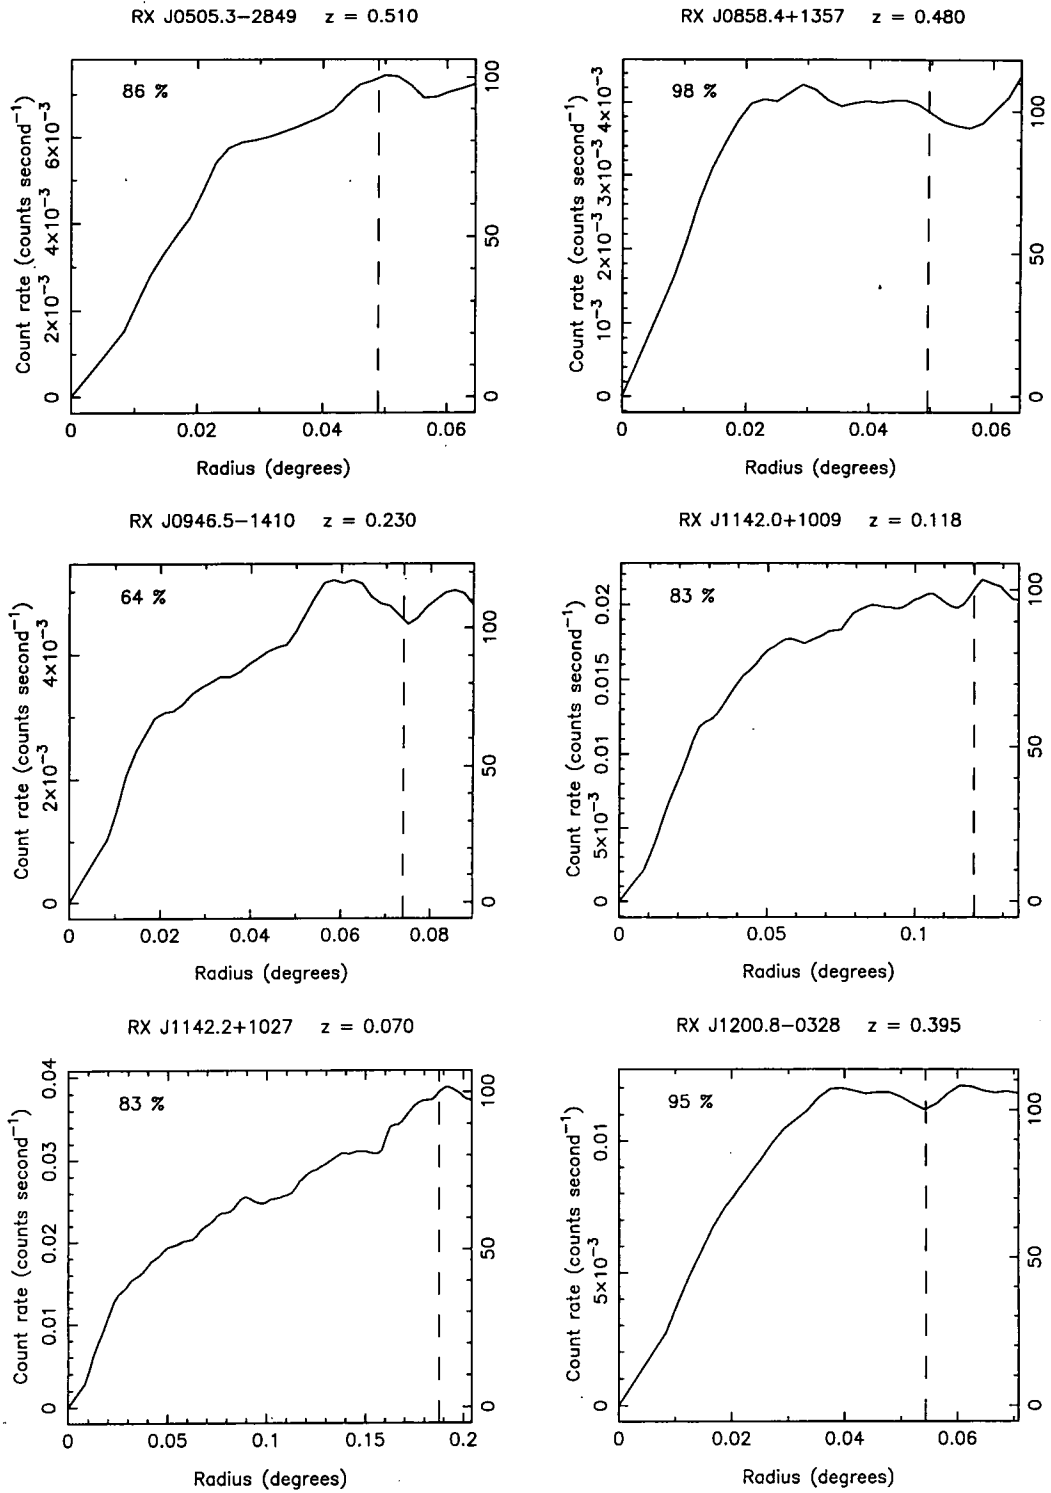 RX J0505.3−2849 z = 0.510
86 %
Count rate (counts second⁻¹)
0 2×10⁻³ 4×10⁻³ 6×10⁻³
0 50 100
0 0.02 0.04 0.06
Radius (degrees)
RX J0858.4+1357 z = 0.480
98 %
Count rate (counts second⁻¹)
0 10⁻³ 2×10⁻³ 3×10⁻³ 4×10⁻³
0 50 100
0 0.02 0.04 0.06
Radius (degrees)
RX J0946.5−1410 z = 0.230
64 %
Count rate (counts second⁻¹)
0 2×10⁻³ 4×10⁻³
0 50 100
0 0.02 0.04 0.06 0.08
Radius (degrees)
RX J1142.0+1009 z = 0.118
83 %
Count rate (counts second⁻¹)
0 5×10⁻³ 0.01 0.015 0.02
0 50 100
0 0.05 0.1
Radius (degrees)
RX J1142.2+1027 z = 0.070
83 %
Count rate (counts second⁻¹)
0 0.01 0.02 0.03 0.04
0 50 100
0 0.05 0.1 0.15 0.2
Radius (degrees)
RX J1200.8−0328 z = 0.395
95 %
Count rate (counts second⁻¹)
0 5×10⁻³ 0.01
0 50 100
0 0.02 0.04 0.06
Radius (degrees)